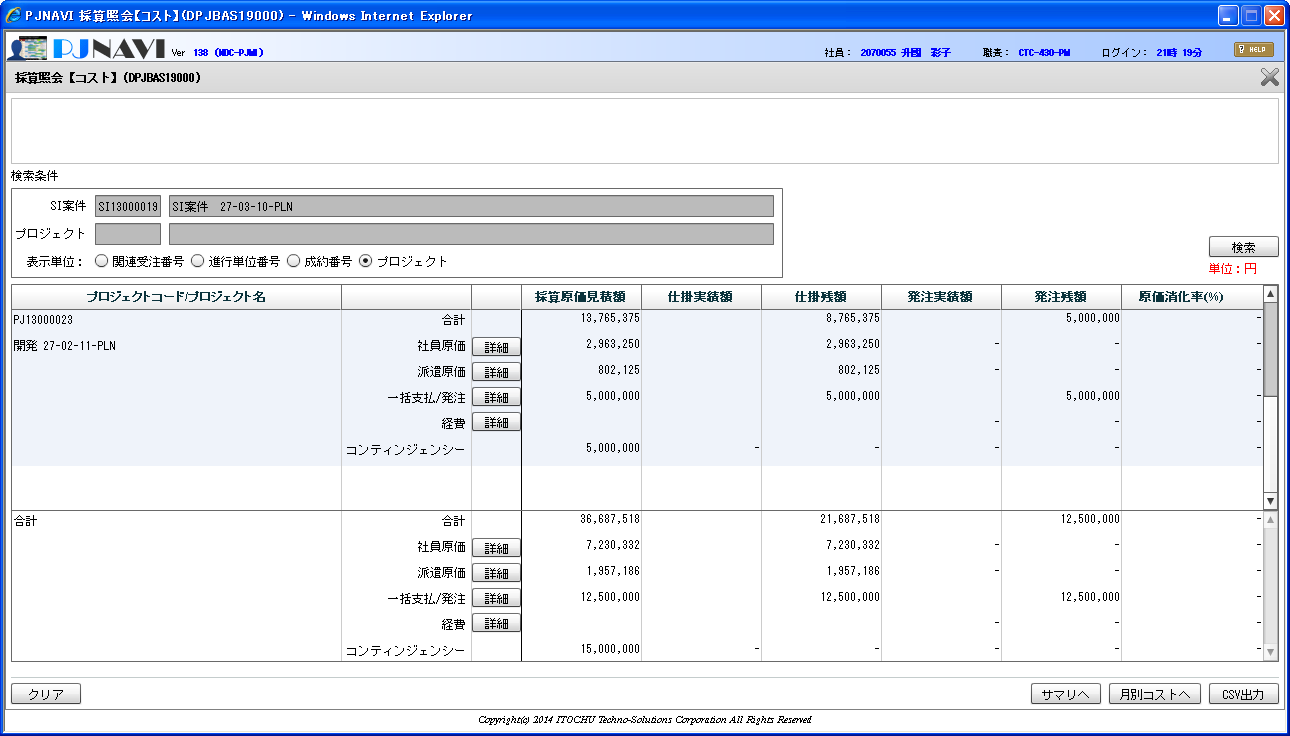 PJNAVI 採算照会【コスト】(DPJBAS19000) - Windows Internet Explorer
PJNAVI Ver 138 (NDC-PJMM) 社員： 2070055 升國 彩子 職責： CTC-430-PM ログイン： 21時 19分 HELP
採算照会【コスト】(DPJBAS19000)
検索条件
SI案件 SI13000019 SI案件 27-03-10-PLN
プロジェクト
表示単位： 関連受注番号 進行単位番号 成約番号 プロジェクト
検索
単位：円
プロジェクトコード/プロジェクト名 採算原価見積額 仕掛実績額 仕掛残額 発注実績額 発注残額 原価消化率(%)
PJ13000023 合計 13,765,375 8,765,375 5,000,000 -
開発 27-02-11-PLN 社員原価 詳細 2,963,250 2,963,250 - - -
派遣原価 詳細 802,125 802,125 - - -
一括支払/発注 詳細 5,000,000 5,000,000 5,000,000 -
経費 詳細 - - -
コンティンジェンシー 5,000,000 - - - - -
合計 合計 36,687,518 21,687,518 12,500,000 -
社員原価 詳細 7,230,332 7,230,332 - - -
派遣原価 詳細 1,957,186 1,957,186 - - -
一括支払/発注 詳細 12,500,000 12,500,000 12,500,000 -
経費 詳細 - - -
コンティンジェンシー 15,000,000 - - - - -
クリア サマリへ 月別コストへ CSV出力
Copyright(c) 2014 ITOCHU Techno-Solutions Corporation All Rights Reserved